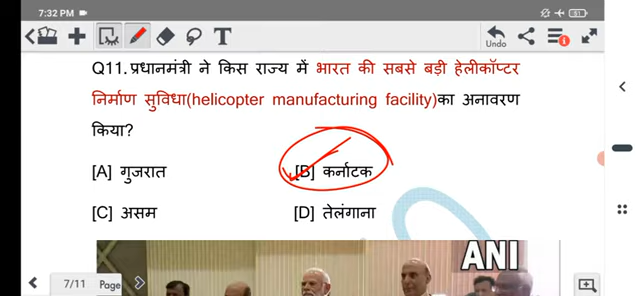 7:32 PM
51
Undo
Q11. प्रधानमंत्री ने किस राज्य में भारत की सबसे बड़ी हेलीकॉप्टर
निर्माण सुविधा(helicopter manufacturing facility)का अनावरण
किया?
[A] गुजरात
[B] कर्नाटक
[C] असम
[D] तेलंगाना
ANI
7/11 Page